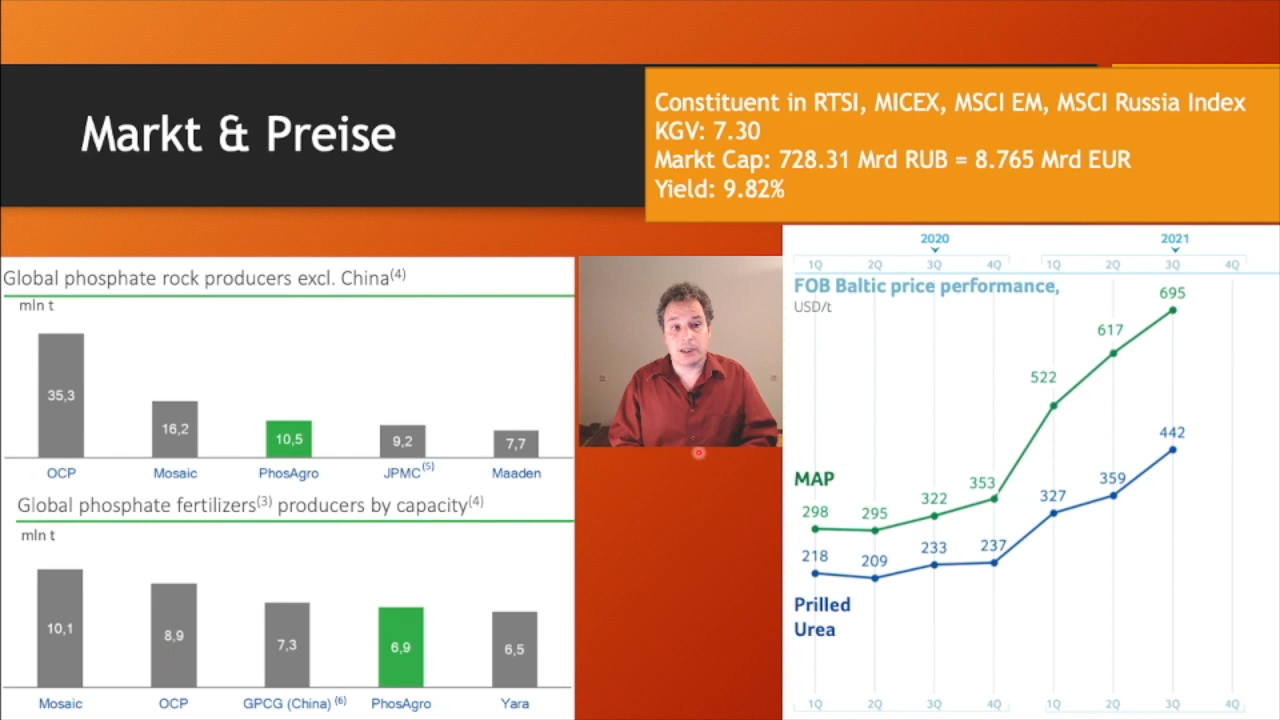 Markt & Preise
Constituent in RTSI, MICEX, MSCI EM, MSCI Russia Index
KGV: 7.30
Markt Cap: 728.31 Mrd RUB = 8.765 Mrd EUR
Yield: 9.82%
Global phosphate rock producers excl. China(4)
mln t
35,3
16,2
10,5
9,2
7,7
OCP Mosaic PhosAgro JPMC(5) Maaden
Global phosphate fertilizers(3) producers by capacity(4)
mln t
10,1
8,9
7,3
6,9
6,5
Mosaic OCP GPCG (China) (6) PhosAgro Yara
2020 2021
1Q 2Q 3Q 4Q 1Q 2Q 3Q 4Q
FOB Baltic price performance,
USD/t
MAP
298 295 322 353 522 617 695
218 209 233 237 327 359 442
Prilled
Urea
1Q 2Q 3Q 4Q 1Q 2Q 3Q 4Q